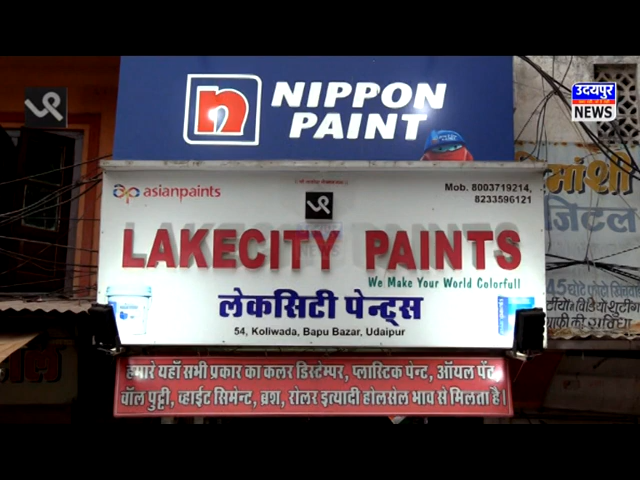 NIPPON
PAINT
उदयपुर
NEWS
asianpaints
Mob. 8003719214,
8233596121
LAKECITY PAINTS
We Make Your World Colorfull
लेकसिटी पेन्ट्स
54, Koliwada, Bapu Bazar, Udaipur
हमारे यहाँ सभी प्रकार का कलर डिस्टेम्पर, प्लास्टिक पेन्ट, ऑयल पेंट,
वॉल पुट्टी, व्हाईट सिमेन्ट, ब्रश, रोलर इत्यादी होलसेल भाव से मिलता है।